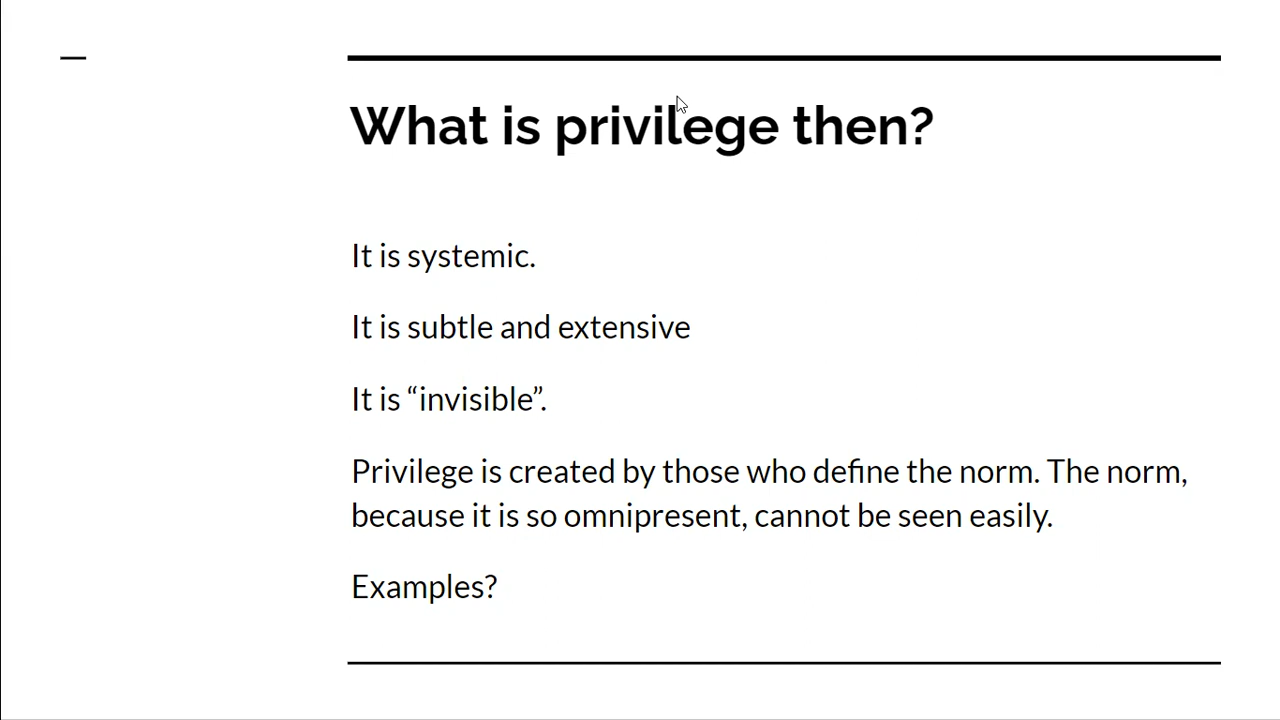 What is privilege then?
It is systemic.
It is subtle and extensive
It is “invisible”.
Privilege is created by those who define the norm. The norm,
because it is so omnipresent, cannot be seen easily.
Examples?